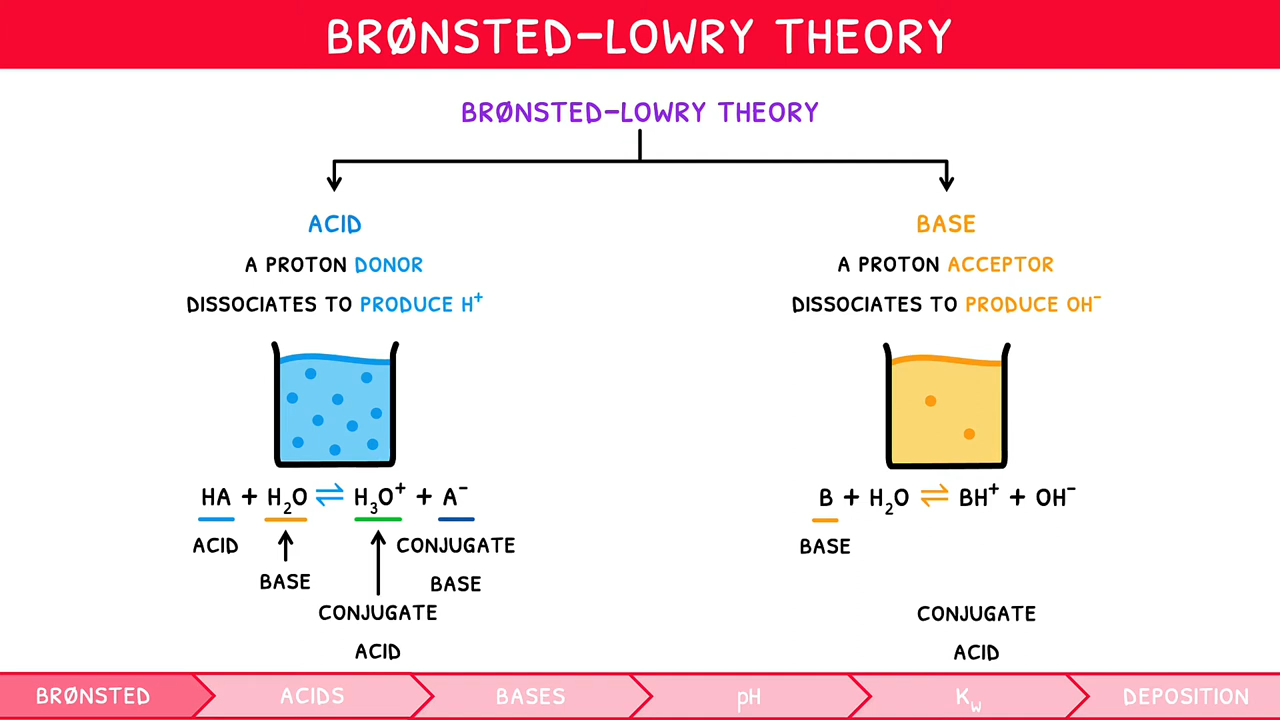 BRØNSTED–LOWRY THEORY
BRØNSTED–LOWRY THEORY
ACID
A PROTON DONOR
DISSOCIATES TO PRODUCE H⁺
HA + H₂O ⇌ H₃O⁺ + A⁻
ACID
BASE
CONJUGATE
BASE
CONJUGATE
ACID
BASE
A PROTON ACCEPTOR
DISSOCIATES TO PRODUCE OH⁻
B + H₂O ⇌ BH⁺ + OH⁻
BASE
CONJUGATE
ACID
BRØNSTED
ACIDS
BASES
pH
K_w
DEPOSITION